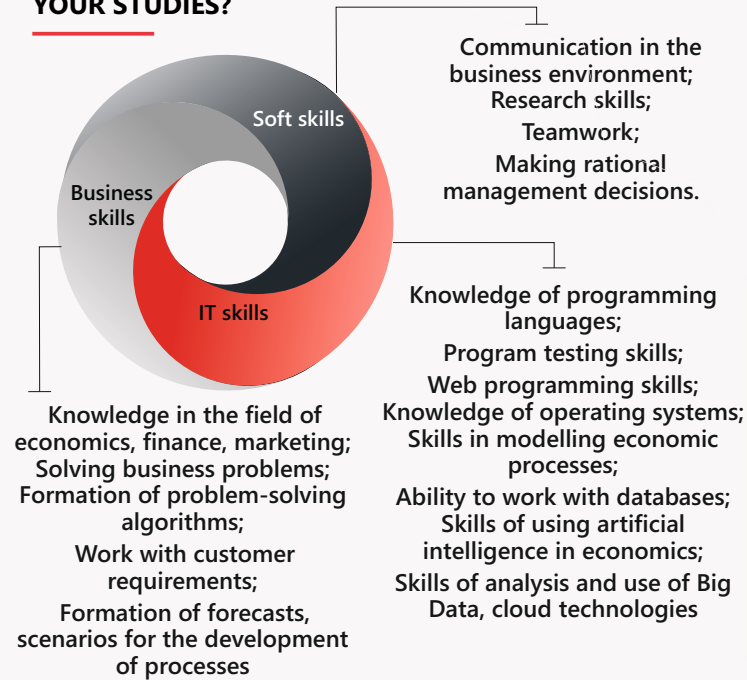 YOUR STUDIES?
Soft skills
Business
skills
IT skills
Communication in the
business environment;
Research skills;
Teamwork;
Making rational
management decisions.
Knowledge of programming
languages;
Program testing skills;
Web programming skills;
Knowledge of operating systems;
Skills in modelling economic
processes;
Ability to work with databases;
Skills of using artificial
intelligence in economics;
Skills of analysis and use of Big
Data, cloud technologies
Knowledge in the field of
economics, finance, marketing;
Solving business problems;
Formation of problem-solving
algorithms;
Work with customer
requirements;
Formation of forecasts,
scenarios for the development
of processes